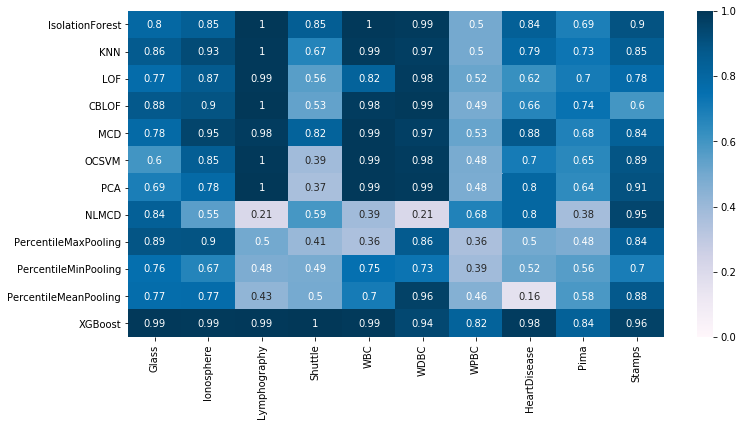 IsolationForest 0.8 0.85 1 0.85 1 0.99 0.5 0.84 0.69 0.9
KNN 0.86 0.93 1 0.67 0.99 0.97 0.5 0.79 0.73 0.85
LOF 0.77 0.87 0.99 0.56 0.82 0.98 0.52 0.62 0.7 0.78
CBLOF 0.88 0.9 1 0.53 0.98 0.99 0.49 0.66 0.74 0.6
MCD 0.78 0.95 0.98 0.82 0.99 0.97 0.53 0.88 0.68 0.84
OCSVM 0.6 0.85 1 0.39 0.99 0.98 0.48 0.7 0.65 0.89
PCA 0.69 0.78 1 0.37 0.99 0.99 0.48 0.8 0.64 0.91
NLMCD 0.84 0.55 0.21 0.59 0.39 0.21 0.68 0.8 0.38 0.95
PercentileMaxPooling 0.89 0.9 0.5 0.41 0.36 0.86 0.36 0.5 0.48 0.84
PercentileMinPooling 0.76 0.67 0.48 0.49 0.75 0.73 0.39 0.52 0.56 0.7
PercentileMeanPooling 0.77 0.77 0.43 0.5 0.7 0.96 0.46 0.16 0.58 0.88
XGBoost 0.99 0.99 0.99 1 0.99 0.94 0.82 0.98 0.84 0.96
Glass
Ionosphere
Lymphography
Shuttle
WBC
WDBC
WPBC
HeartDisease
Pima
Stamps
1.0
0.8
0.6
0.4
0.2
0.0